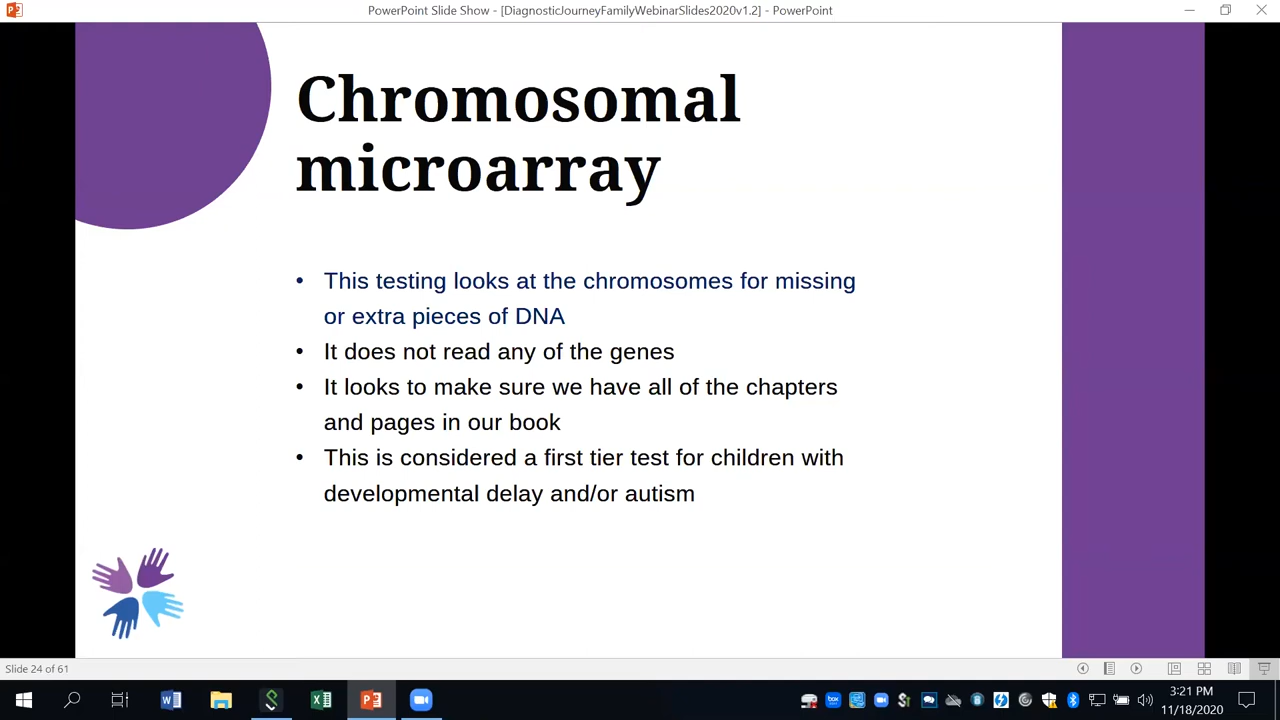 PowerPoint Slide Show - [DiagnosticJourneyFamilyWebinarSlides2020v1.2] - PowerPoint
Chromosomal
microarray
• This testing looks at the chromosomes for missing
or extra pieces of DNA
• It does not read any of the genes
• It looks to make sure we have all of the chapters
and pages in our book
• This is considered a first tier test for children with
developmental delay and/or autism
Slide 24 of 61
3:21 PM
11/18/2020